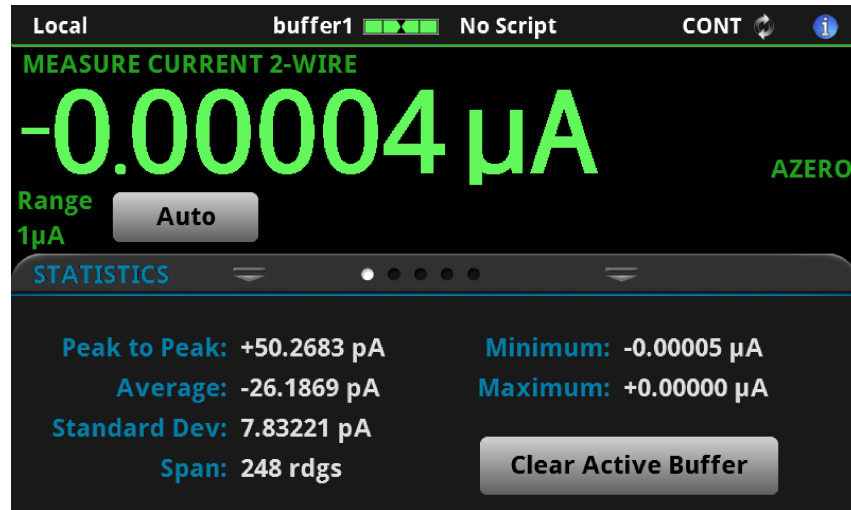 Local buffer1 No Script CONT i
MEASURE CURRENT 2-WIRE
-0.00004 µA
AZERO
Range
1µA
Auto
STATISTICS
Peak to Peak: +50.2683 pA
Average: -26.1869 pA
Standard Dev: 7.83221 pA
Span: 248 rdgs
Minimum: -0.00005 µA
Maximum: +0.00000 µA
Clear Active Buffer